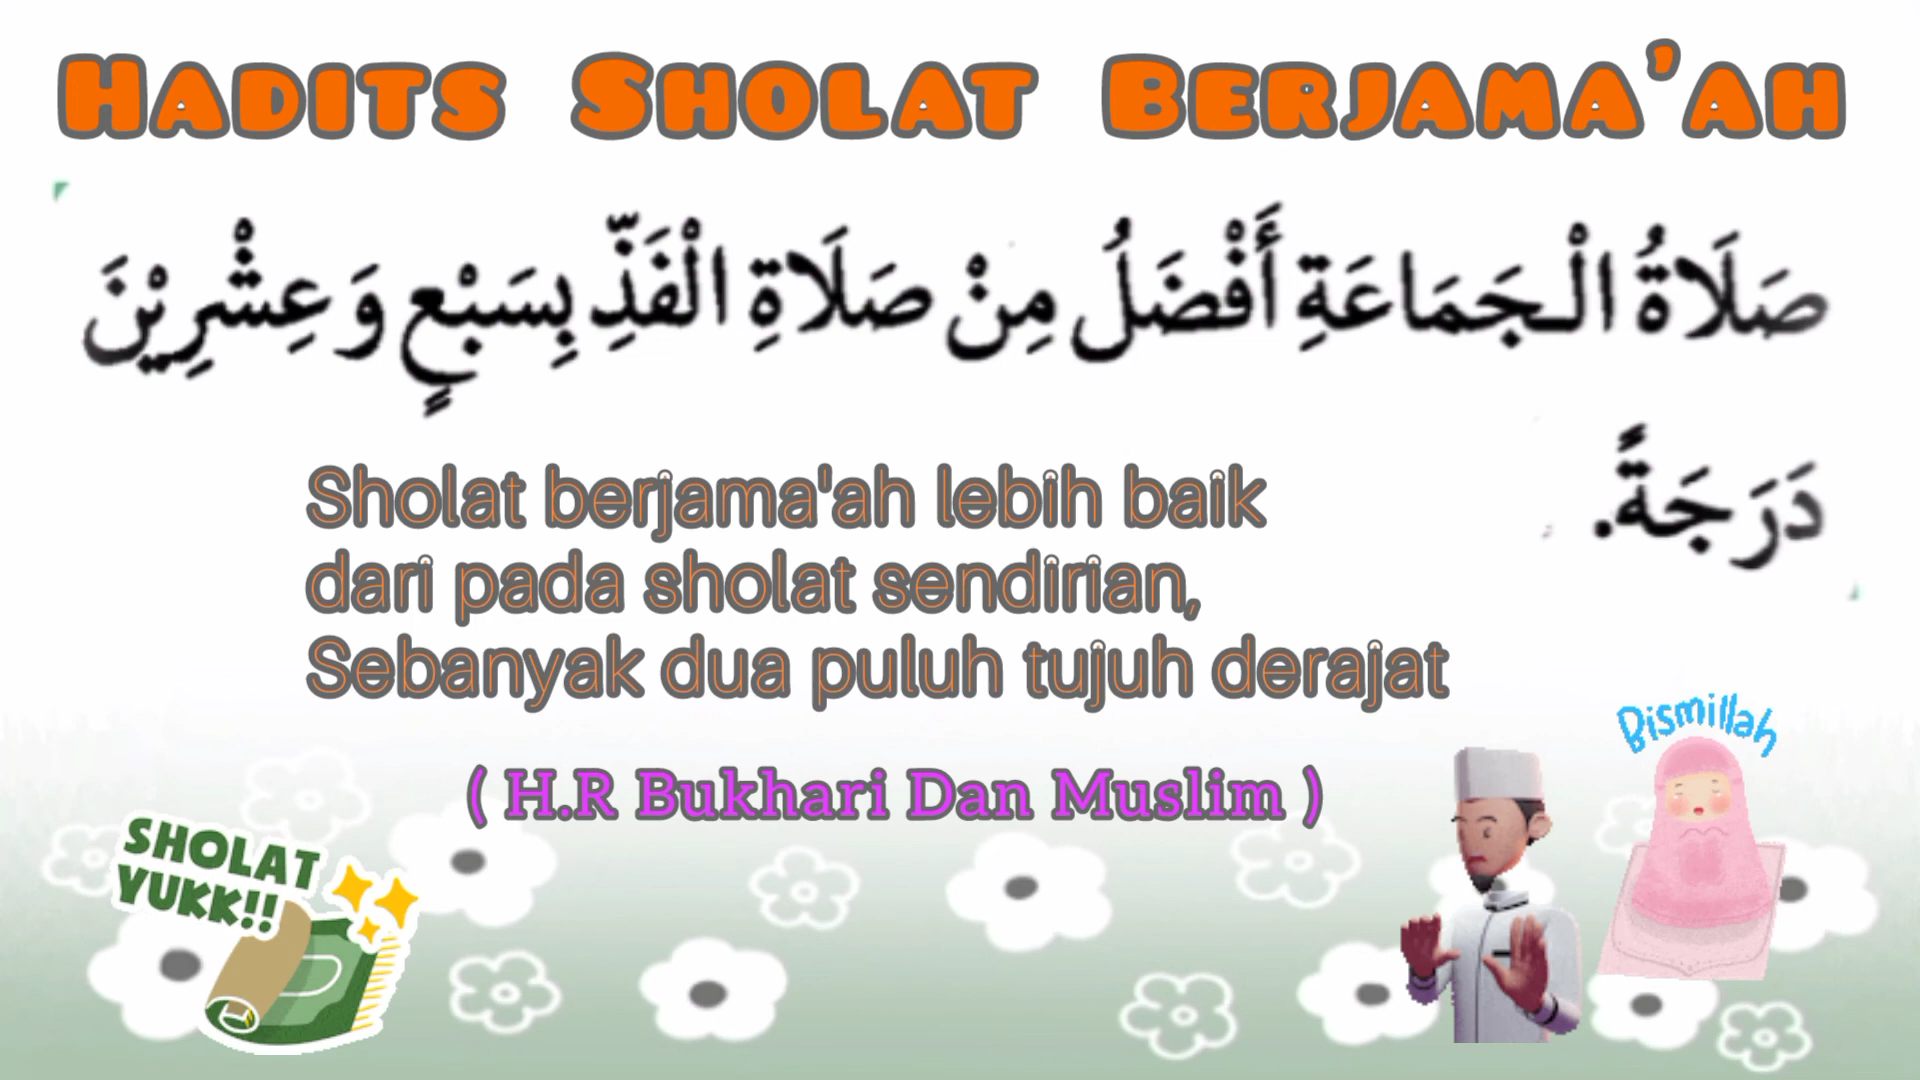 Hadits Sholat Berjama'ah
صَلَاةُ الْجَمَاعَةِ أَفْضَلُ مِنْ صَلَاةِ الْفَذِّ بِسَبْعٍ وَ عِشْرِيْنَ
دَرَجَةً.
Sholat berjama'ah lebih baik
dari pada sholat sendirian,
Sebanyak dua puluh tujuh derajat
( H.R Bukhari Dan Muslim )
Bismillah
SHOLAT
YUKK!!